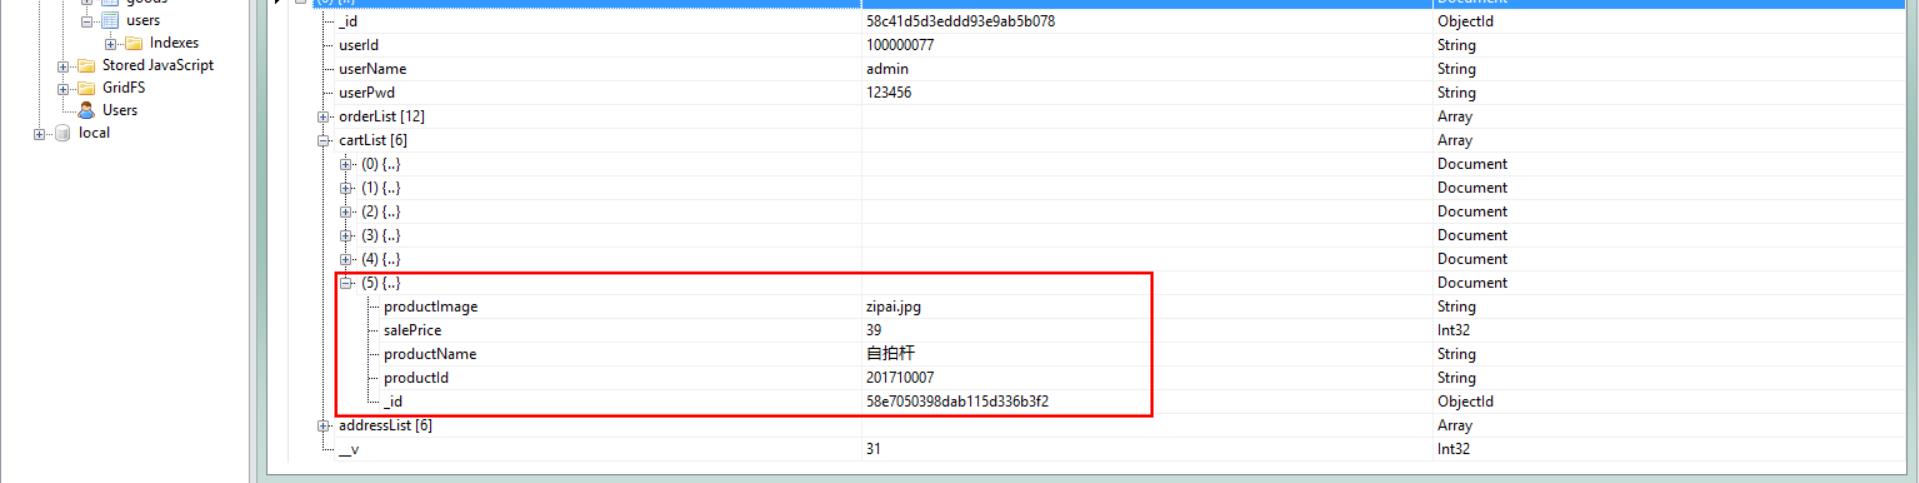 goods
users
Indexes
Stored JavaScript
GridFS
Users
local
Document
_id 58c41d5d3eddd93e9ab5b078 ObjectId
userId 100000077 String
userName admin String
userPwd 123456 String
orderList [12] Array
cartList [6] Array
(0) {..} Document
(1) {..} Document
(2) {..} Document
(3) {..} Document
(4) {..} Document
(5) {..} Document
productImage zipai.jpg String
salePrice 39 Int32
productName 自拍杆 String
productId 201710007 String
_id 58e7050398dab115d336b3f2 ObjectId
addressList [6] Array
__v 31 Int32